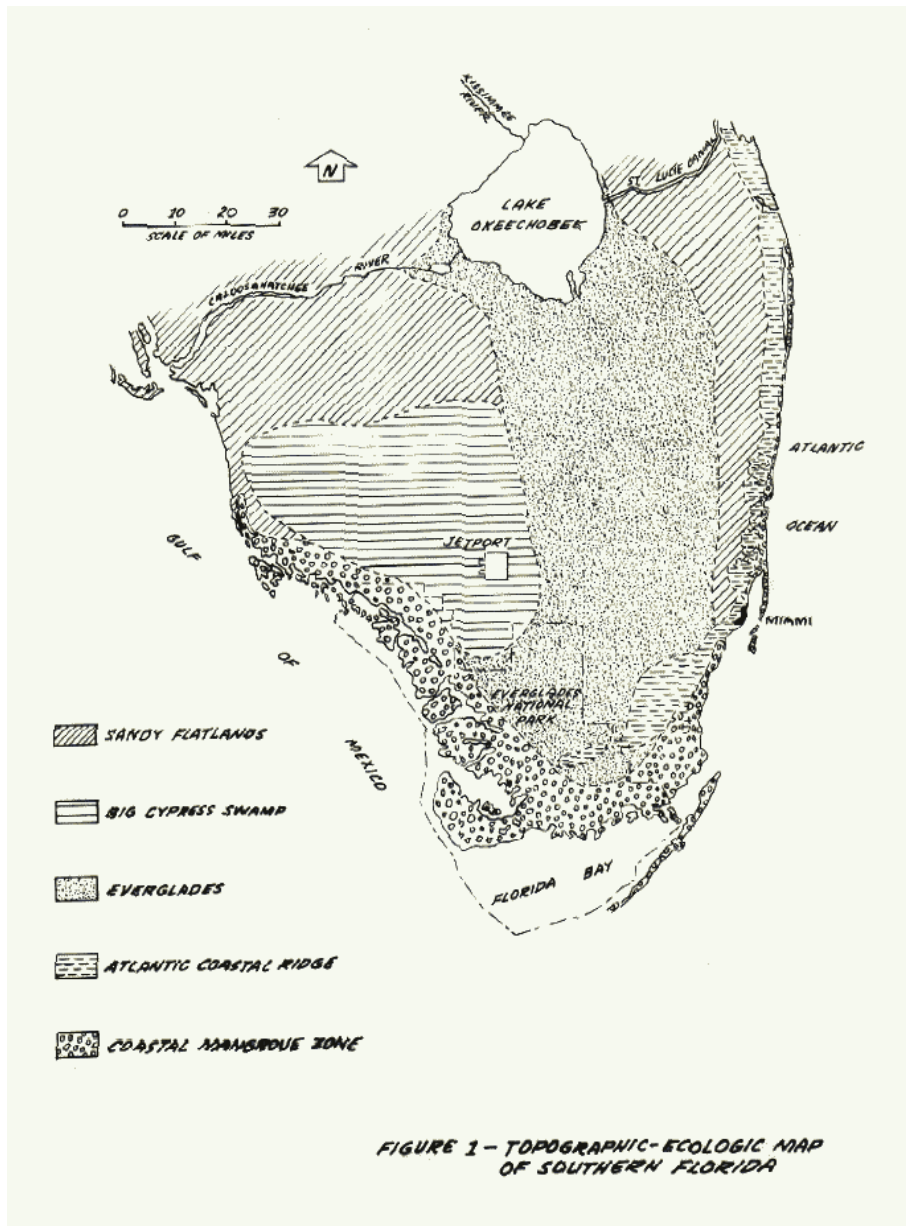 KISSIMMEE
RIVER
N
ST. LUCIE CANAL
LAKE
OKEECHOBEE
0 10 20 30
SCALE OF MILES
CALOOSAHATCHEE RIVER
ATLANTIC
OCEAN
JETPORT
GULF
OF
MEXICO
MIAMI
EVERGLADES
NATIONAL
PARK
SANDY FLATLANDS
BIG CYPRESS SWAMP
FLORIDA BAY
EVERGLADES
ATLANTIC COASTAL RIDGE
COASTAL MANGROVE ZONE
FIGURE 1 - TOPOGRAPHIC-ECOLOGIC MAP
OF SOUTHERN FLORIDA